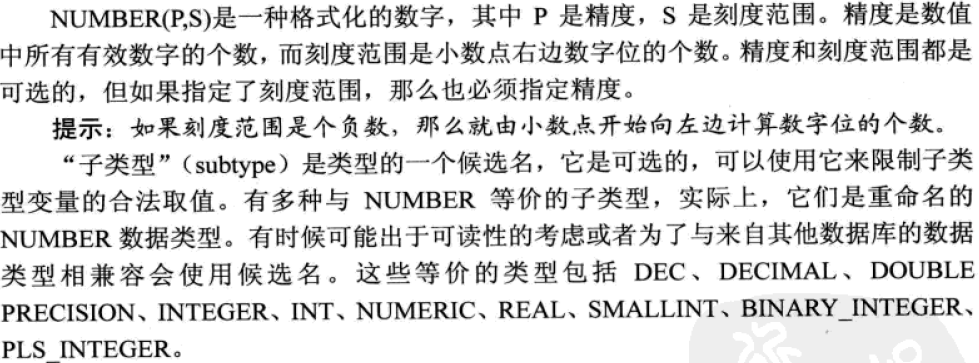 NUMBER(P,S)是一种格式化的数字，其中 P 是精度，S 是刻度范围。精度是数值
中所有有效数字的个数，而刻度范围是小数点右边数字位的个数。精度和刻度范围都是
可选的，但如果指定了刻度范围，那么也必须指定精度。
提示：如果刻度范围是个负数，那么就由小数点开始向左边计算数字位的个数。
“子类型”（subtype）是类型的一个候选名，它是可选的，可以使用它来限制子类
型变量的合法取值。有多种与 NUMBER 等价的子类型，实际上，它们是重命名的
NUMBER 数据类型。有时候可能出于可读性的考虑或者为了与来自其他数据库的数据
类型相兼容会使用候选名。这些等价的类型包括 DEC、DECIMAL、DOUBLE
PRECISION、INTEGER、INT、NUMERIC、REAL、SMALLINT、BINARY_INTEGER、
PLS_INTEGER。